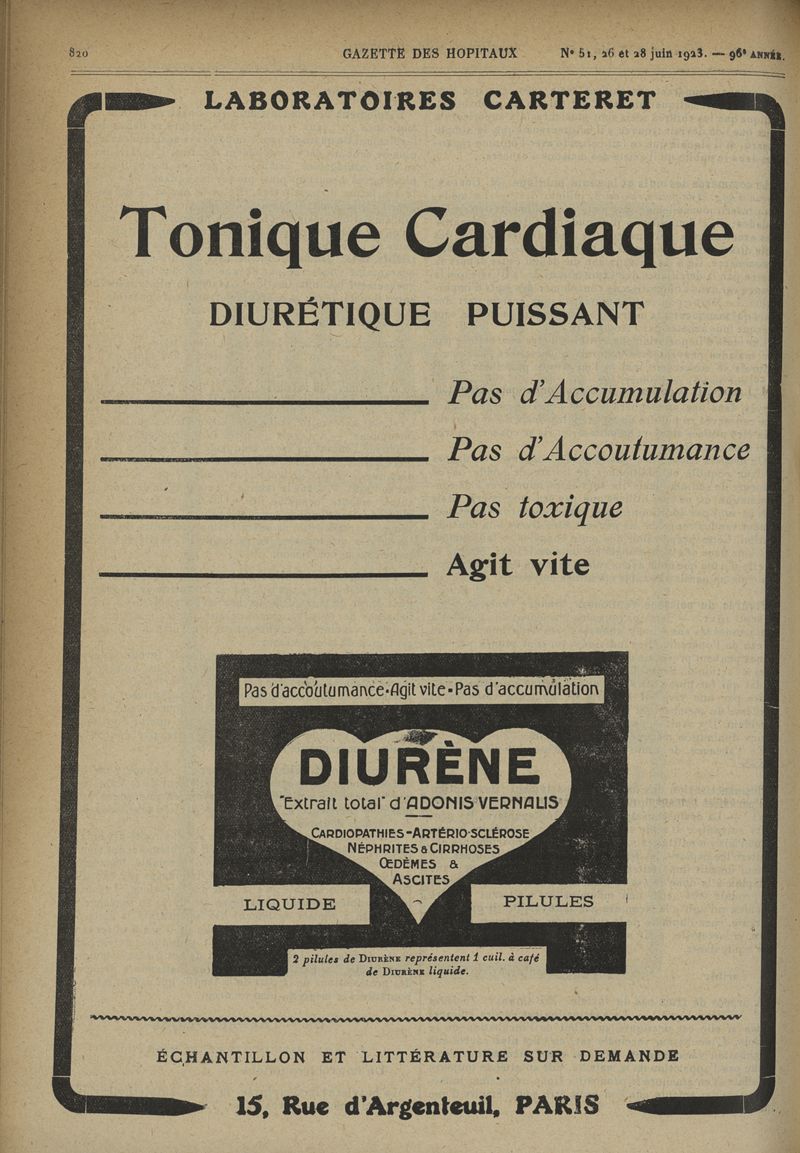 820 GAZETTE DES HOPITAUX N° 51, 26 et 28 juin 1923. — 96e ANNÉE.
LABORATOIRES CARTERET
Tonique Cardiaque
DIURÉTIQUE PUISSANT
Pas d'Accumulation
Pas d'Accoutumance
Pas toxique
Agit vite
Pas d'accoutumance·Agit vite·Pas d'accumulation
DIURÈNE
"Extrait total" d'ADONIS VERNALIS
CARDIOPATHIES-ARTÉRIO-SCLÉROSE
NÉPHRITES & CIRRHOSES
ŒDÈMES &
ASCITES
LIQUIDE PILULES
2 pilules de DIURÈNE représentent 1 cuil. à café
de DIURÈNE liquide.
ÉCHANTILLON ET LITTÉRATURE SUR DEMANDE
15, Rue d'Argenteuil, PARIS